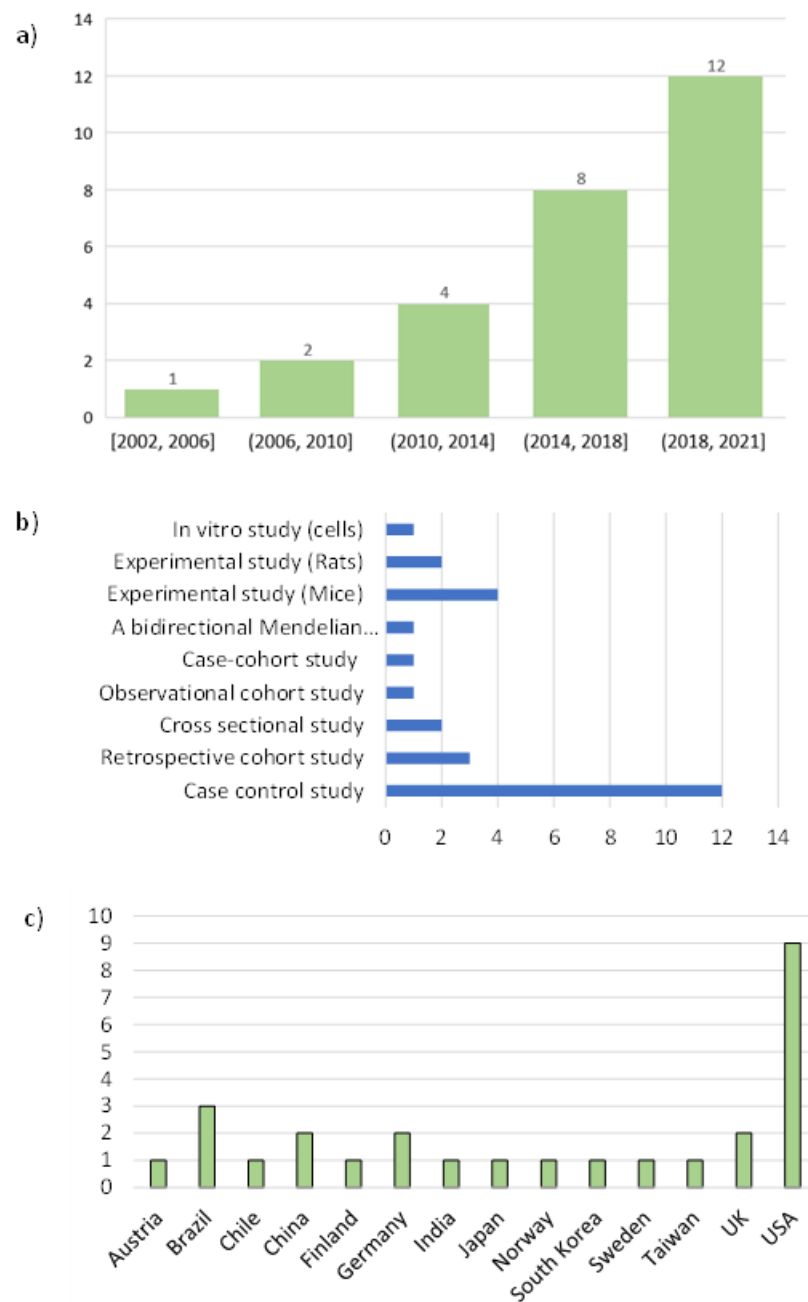 a)
14
12
10
8
6
4
2
0
1
2
4
8
12
[2002, 2006] (2006, 2010] (2010, 2014] (2014, 2018] (2018, 2021]
b)
In vitro study (cells)
Experimental study (Rats)
Experimental study (Mice)
A bidirectional Mendelian...
Case-cohort study
Observational cohort study
Cross sectional study
Retrospective cohort study
Case control study
0 2 4 6 8 10 12 14
c)
10
9
8
7
6
5
4
3
2
1
0
Austria
Brazil
Chile
China
Finland
Germany
India
Japan
Norway
South Korea
Sweden
Taiwan
UK
USA